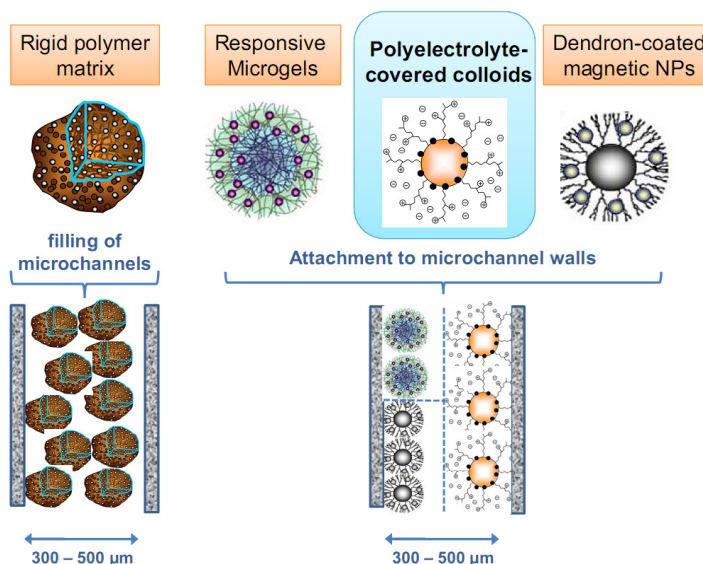 Rigid polymer
matrix
Responsive
Microgels
Polyelectrolyte-
covered colloids
Dendron-coated
magnetic NPs
filling of
microchannels
Attachment to microchannel walls
300 – 500 µm
300 – 500 µm